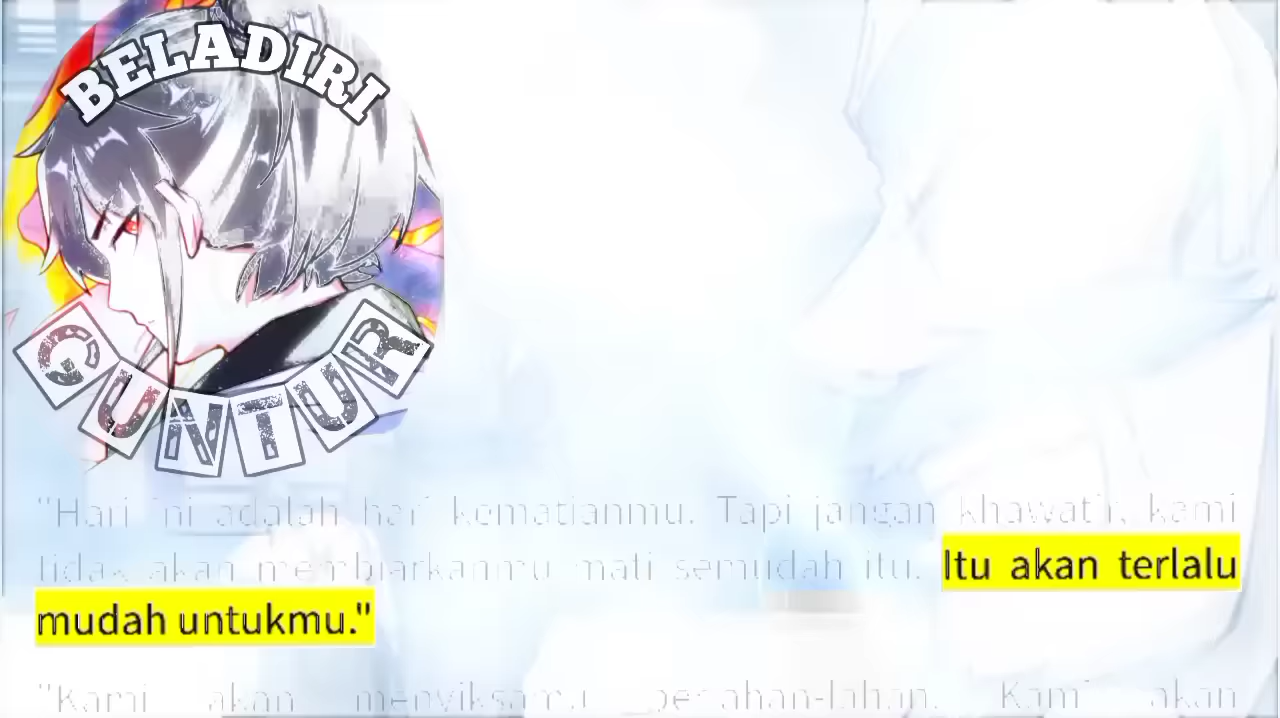 BELADIRI
GUNTUR
"Hari ini adalah hari kematianmu. Tapi jangan khawatir, kami
tidak akan membiarkanmu mati semudah itu. Itu akan terlalu
mudah untukmu."
"Kami akan menyiksamu perlahan-lahan. Kami akan